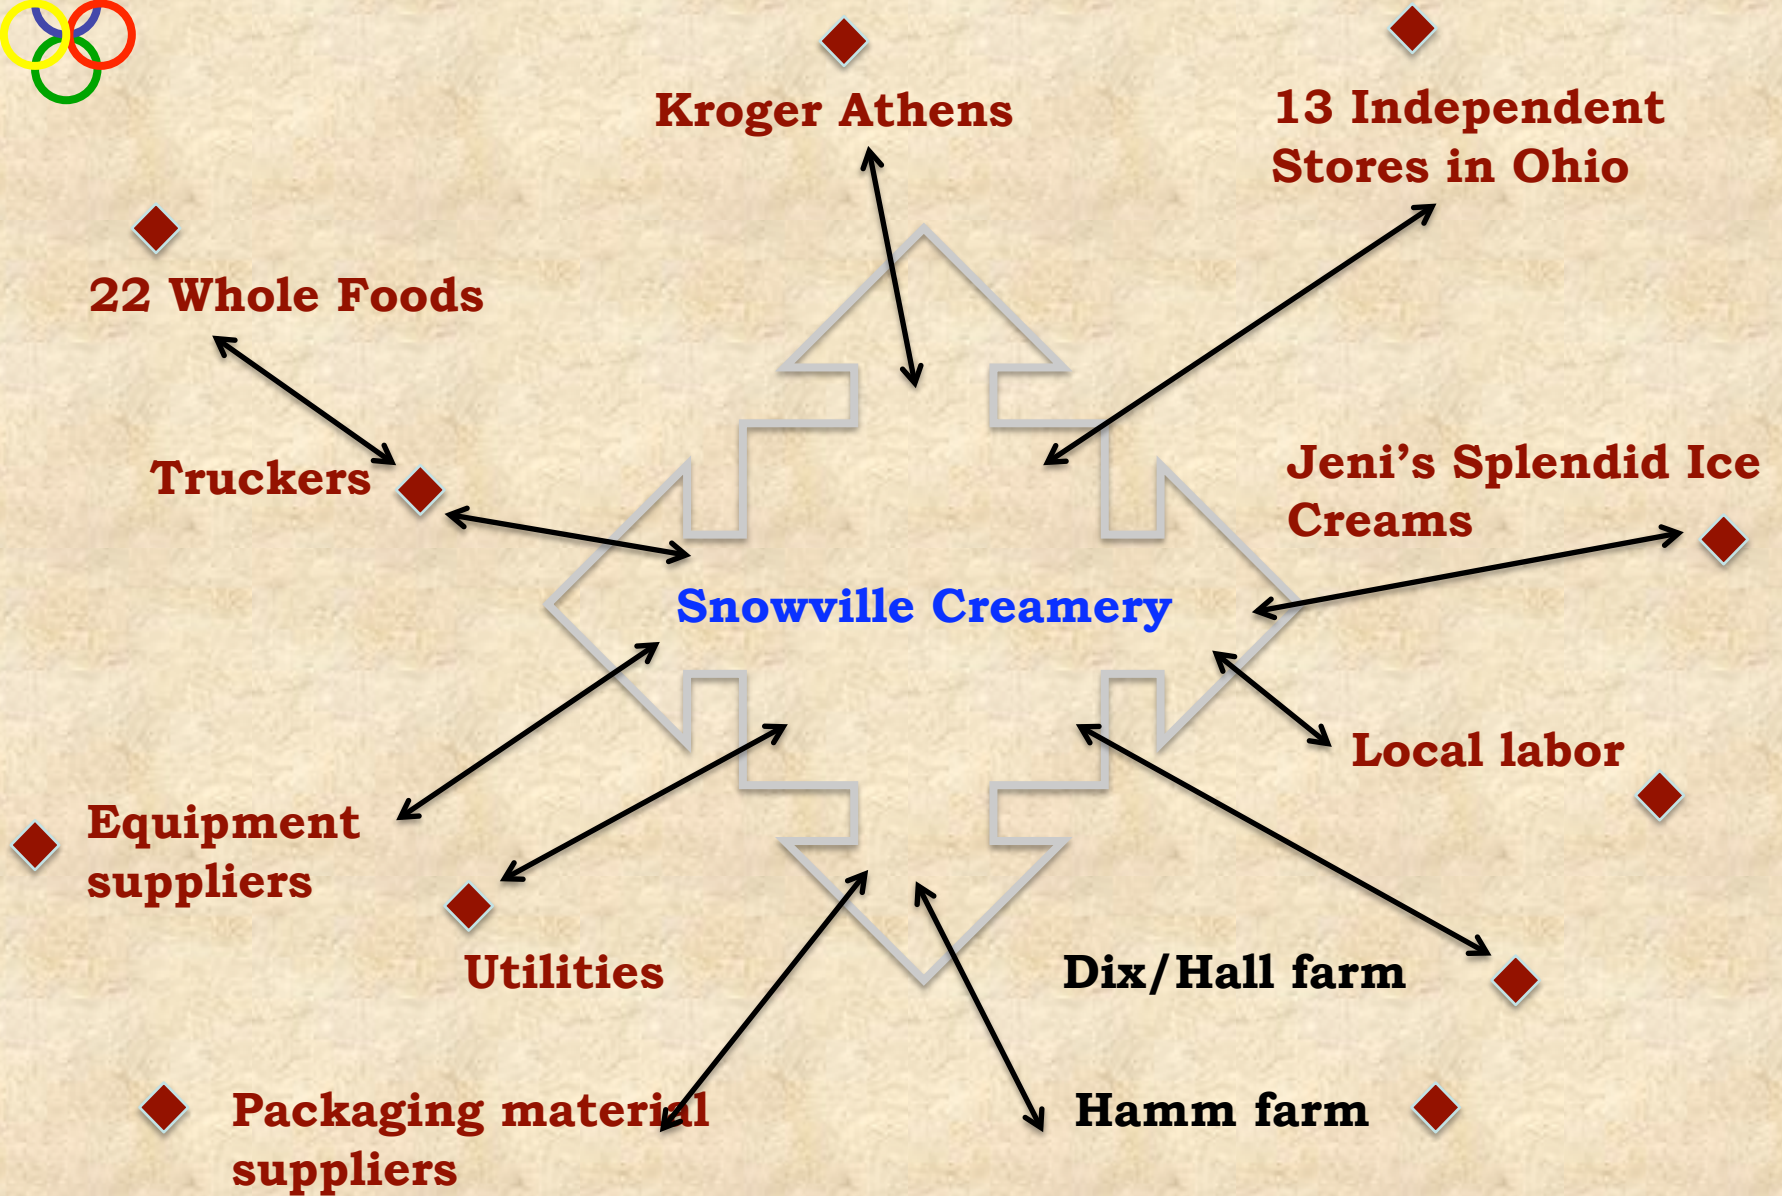 Kroger Athens
13 Independent
Stores in Ohio
22 Whole Foods
Truckers
Jeni’s Splendid Ice
Creams
Snowville Creamery
Local labor
Equipment
suppliers
Utilities
Dix/Hall farm
Packaging material
suppliers
Hamm farm